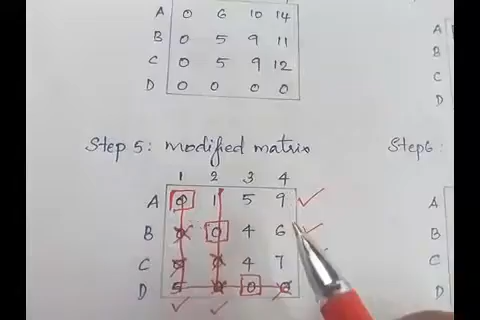 A 0 6 10 14
B 0 5 9 11
C 0 5 9 12
D 0 0 0 0
A
B
C
D
Step 5: modified matrix
1 2 3 4
A 0 1 5 9 ✓
B 0 0 4 6 ✓
C 0 0 4 7
D 5 0 0 0
✓ ✓
Step 6:
A
B
C
D